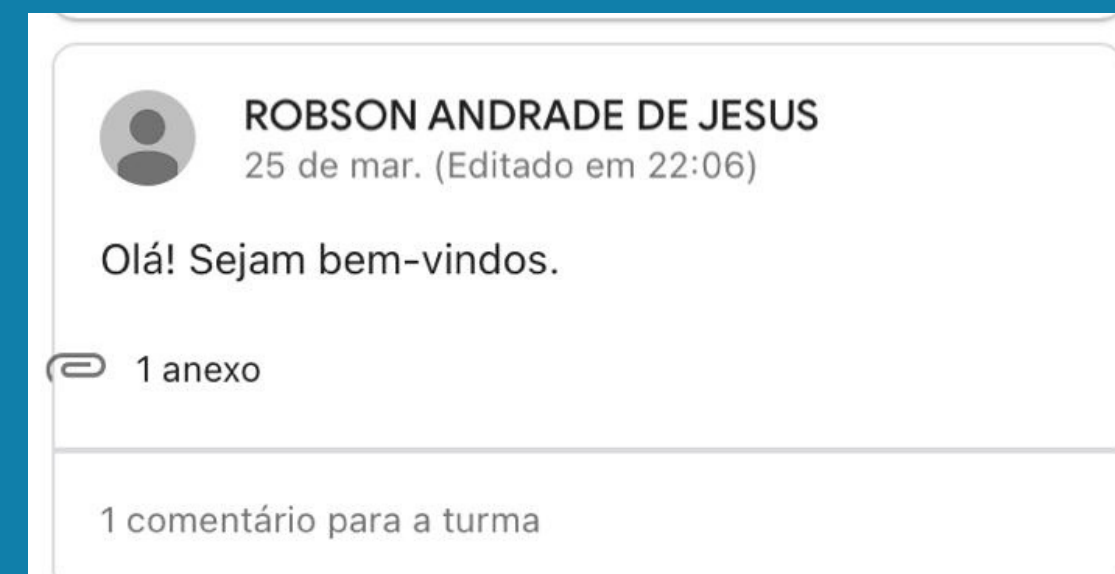 ROBSON ANDRADE DE JESUS
25 de mar. (Editado em 22:06)
Olá! Sejam bem-vindos.
1 anexo
1 comentário para a turma